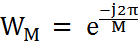 W_M = e^(-j2π/M)